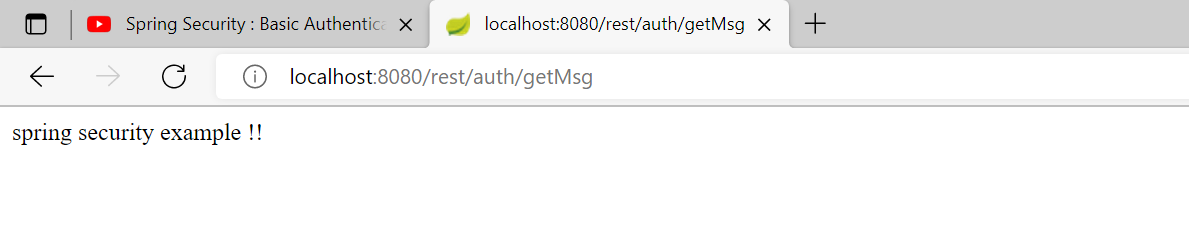 Spring Security : Basic Authentica
localhost:8080/rest/auth/getMsg
localhost:8080/rest/auth/getMsg
spring security example !!